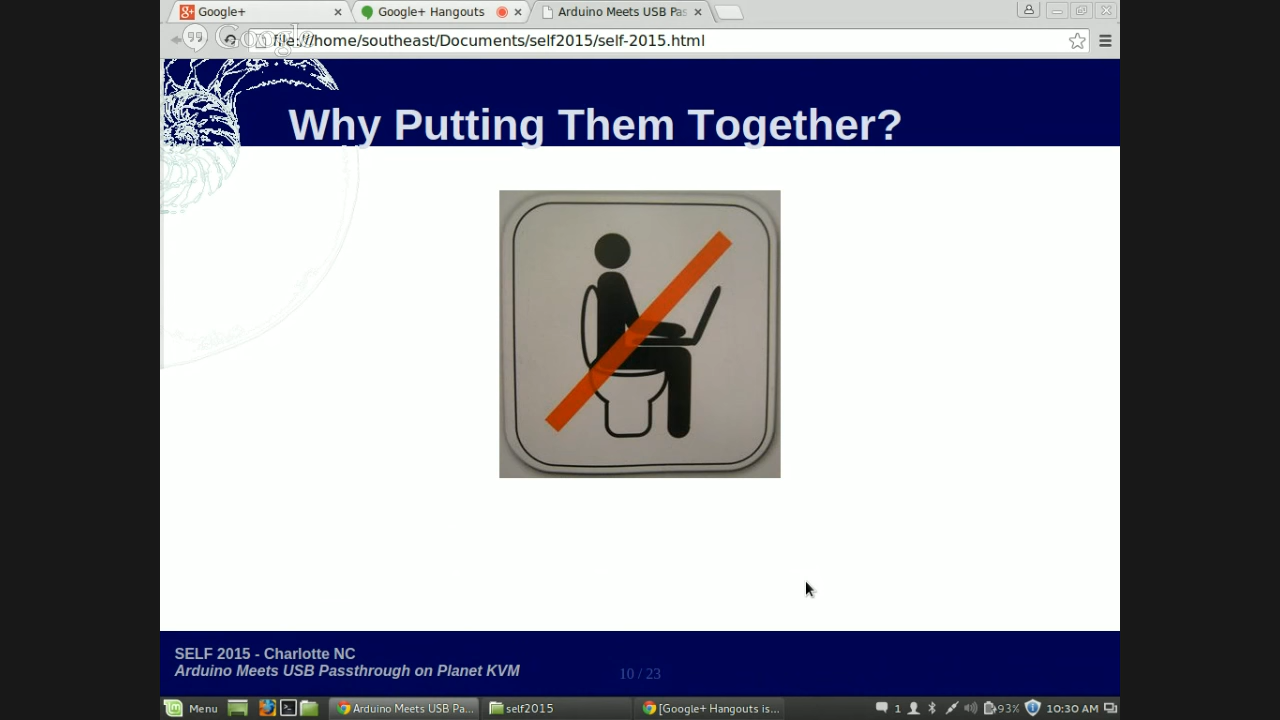 Google+
Google+ Hangouts
Arduino Meets USB Pas
Google
file:///home/southeast/Documents/self2015/self-2015.html
Why Putting Them Together?
SELF 2015 - Charlotte NC
Arduino Meets USB Passthrough on Planet KVM
10 / 23
Menu
Arduino Meets USB Pa...
self2015
[Google+ Hangouts is...
1
93%
10:30 AM